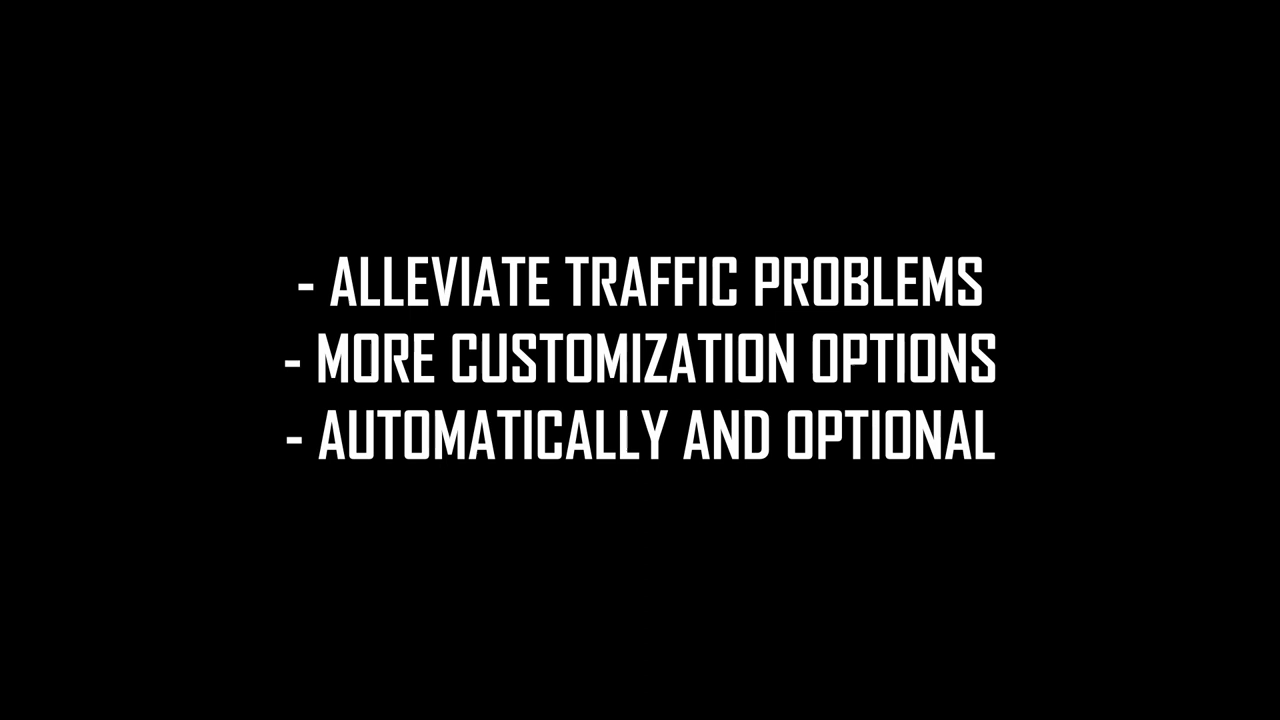 - ALLEVIATE TRAFFIC PROBLEMS
- MORE CUSTOMIZATION OPTIONS
- AUTOMATICALLY AND OPTIONAL